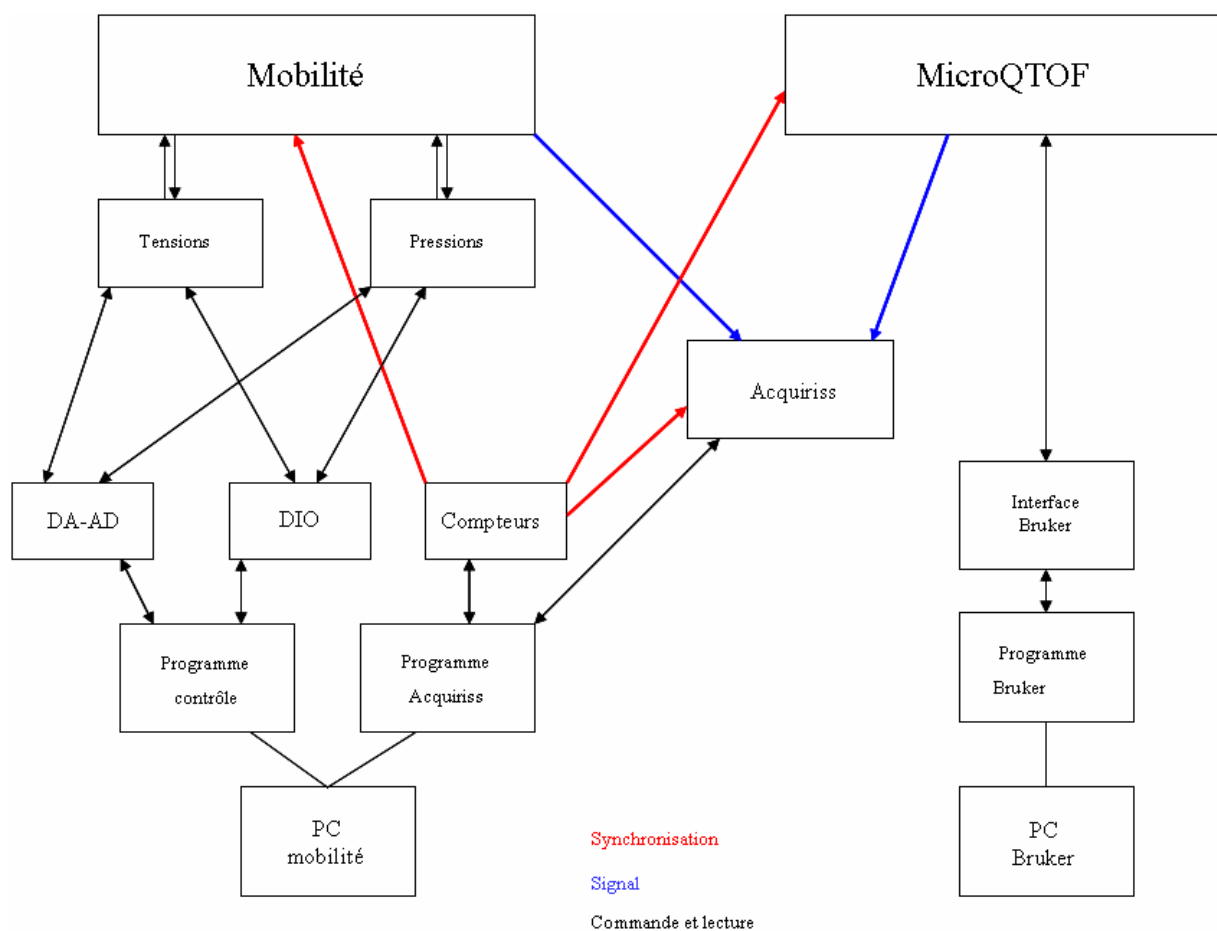 Mobilité
MicroQTOF
Tensions
Pressions
Acquiriss
DA-AD
DIO
Compteurs
Interface
Bruker
Programme
contrôle
Programme
Acquiriss
Programme
Bruker
PC
mobilité
PC
Bruker
Synchronisation
Signal
Commande et lecture